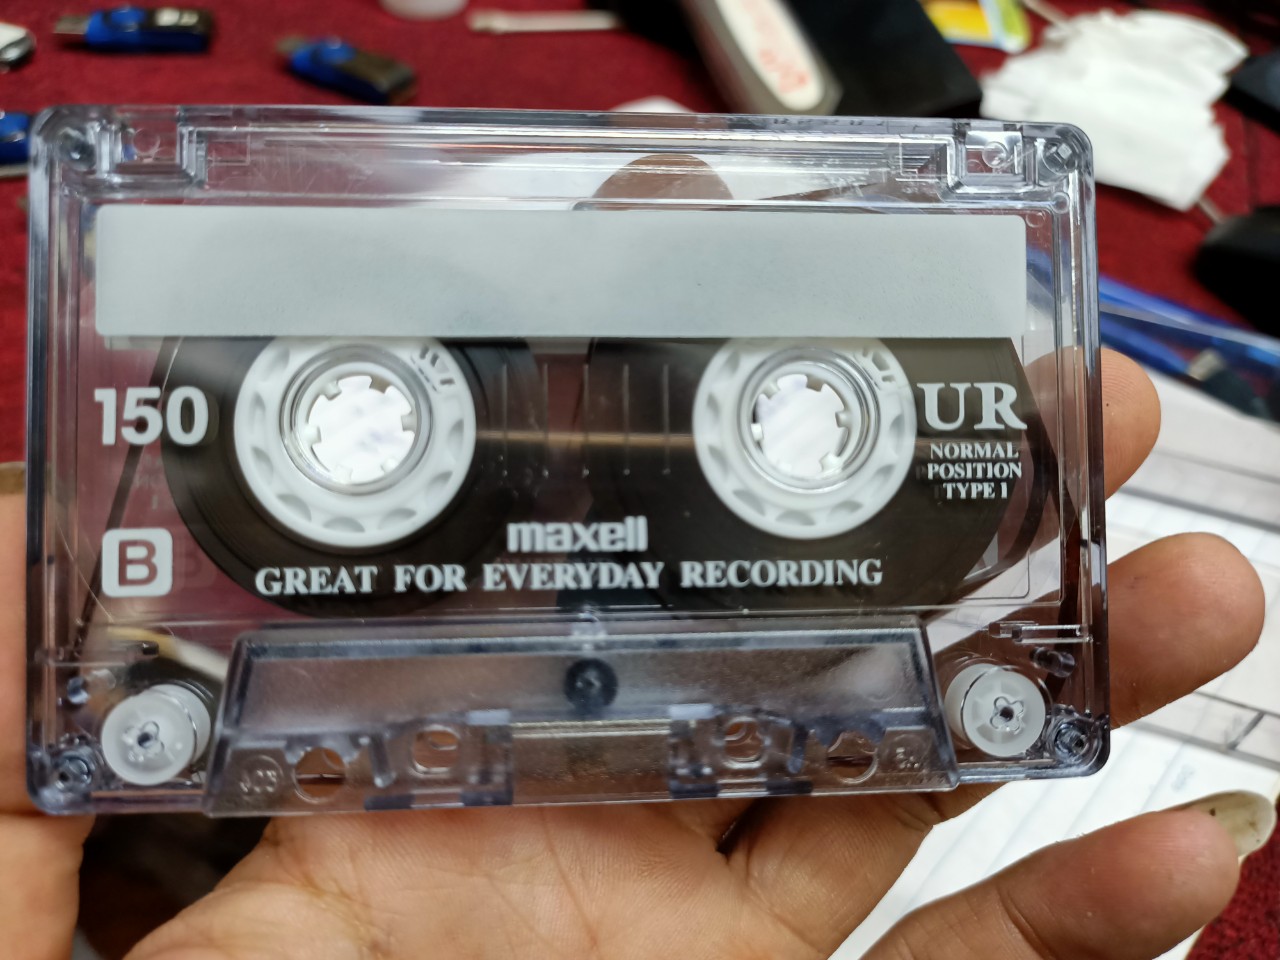 150
UR
NORMAL
POSITION
TYPE I
B
maxell
GREAT FOR EVERYDAY RECORDING